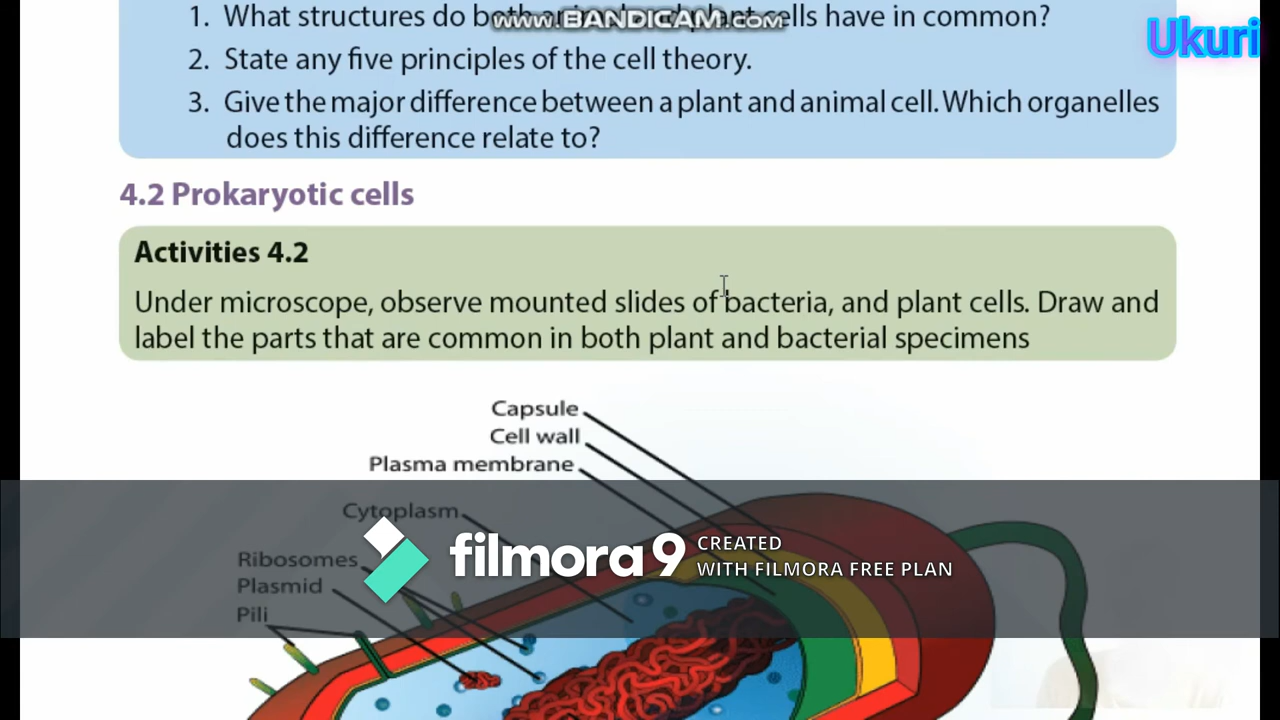 1. What structures do both cells have in common?
www.BANDICAM.com
Ukuri
2. State any five principles of the cell theory.
3. Give the major difference between a plant and animal cell. Which organelles
does this difference relate to?
4.2 Prokaryotic cells
Activities 4.2
Under microscope, observe mounted slides of bacteria, and plant cells. Draw and
label the parts that are common in both plant and bacterial specimens
Capsule
Cell wall
Plasma membrane
Cytoplasm
Ribosomes
Plasmid
Pili
filmora 9
CREATED
WITH FILMORA FREE PLAN